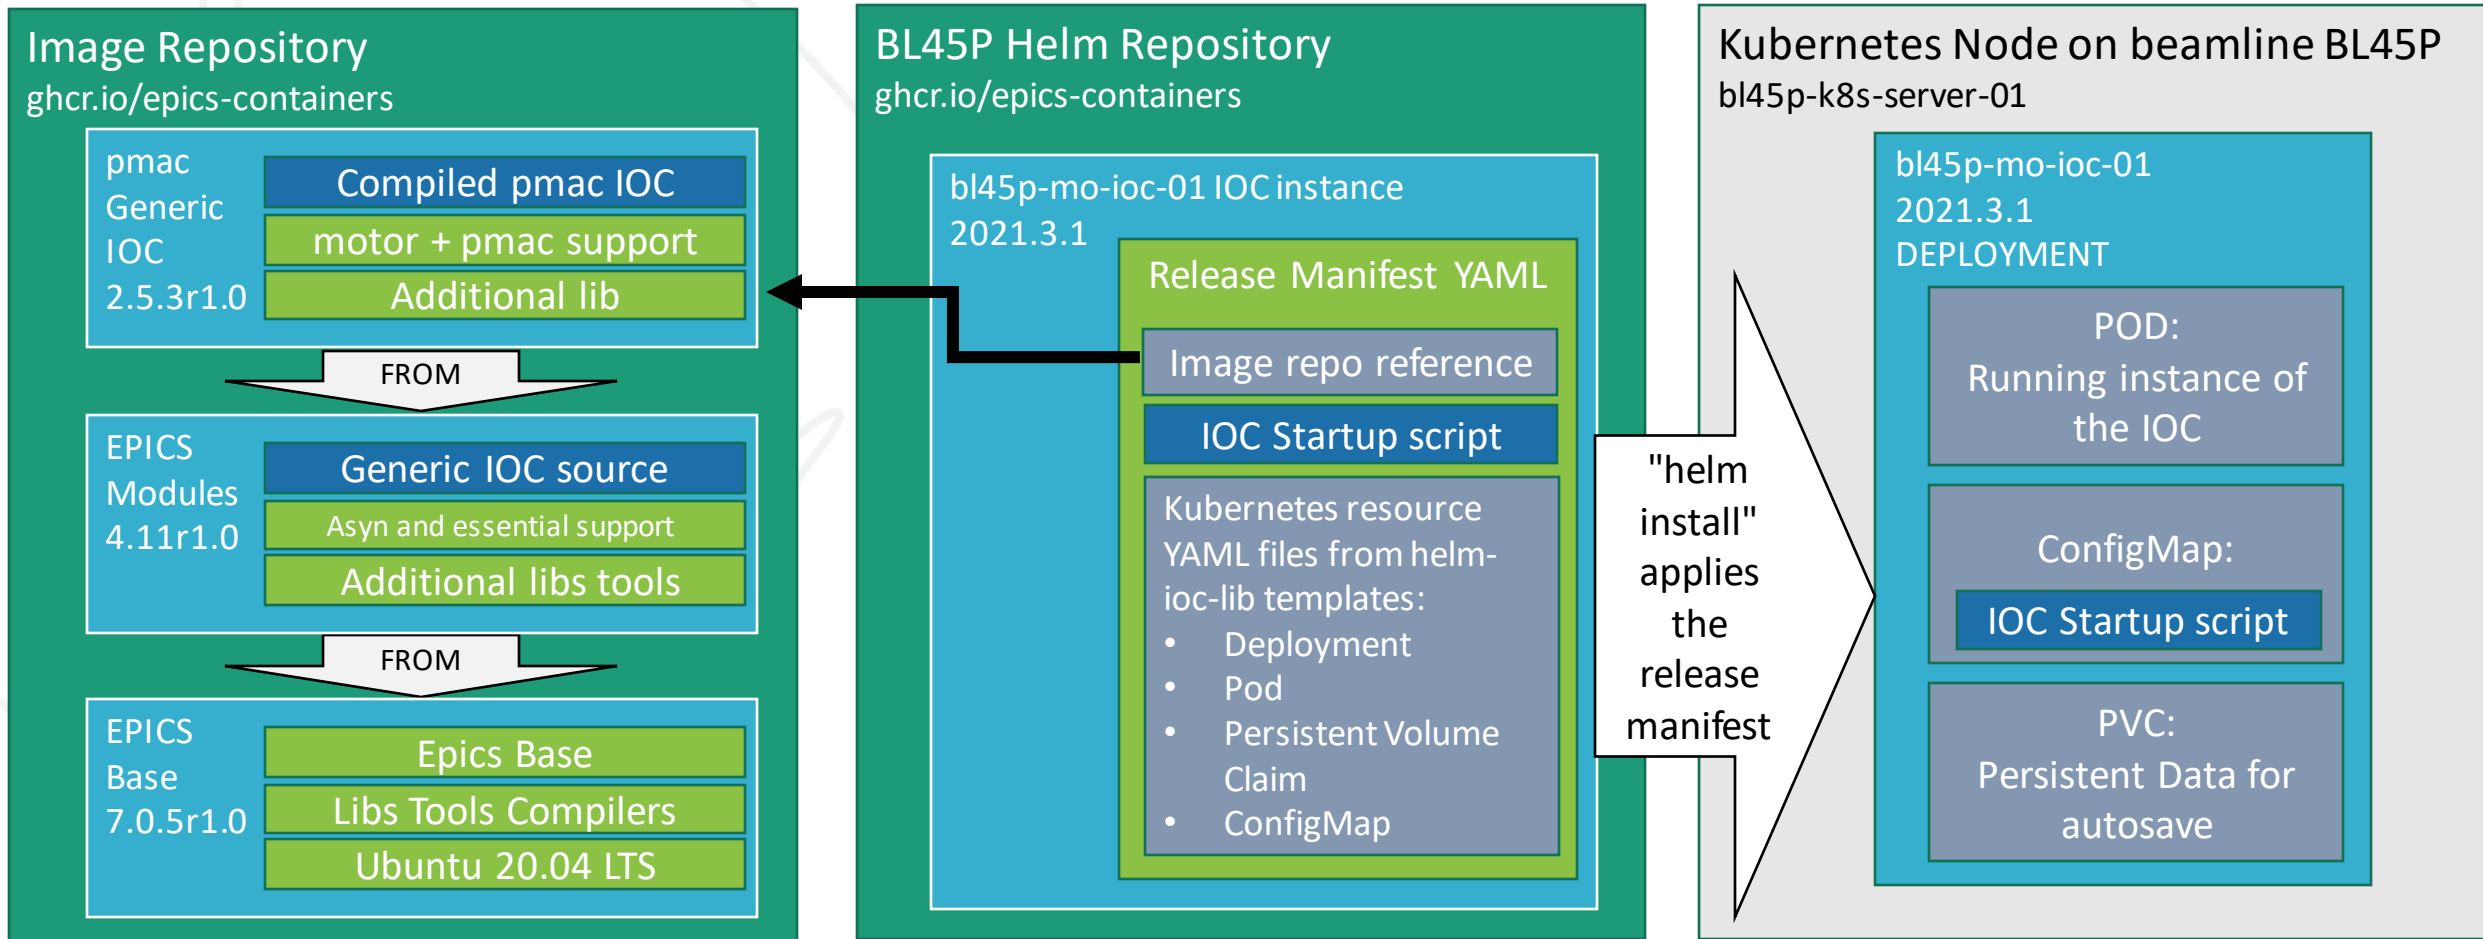 Image Repository
ghcr.io/epics-containers
pmac
Generic
IOC
2.5.3r1.0
Compiled pmac IOC
motor + pmac support
Additional lib
FROM
EPICS
Modules
4.11r1.0
Generic IOC source
Asyn and essential support
Additional libs tools
FROM
EPICS
Base
7.0.5r1.0
Epics Base
Libs Tools Compilers
Ubuntu 20.04 LTS
BL45P Helm Repository
ghcr.io/epics-containers
bl45p-mo-ioc-01 IOC instance
2021.3.1
Release Manifest YAML
Image repo reference
IOC Startup script
Kubernetes resource
YAML files from helm-
ioc-lib templates:
• Deployment
• Pod
• Persistent Volume
Claim
• ConfigMap
"helm
install"
applies
the
release
manifest
Kubernetes Node on beamline BL45P
bl45p-k8s-server-01
bl45p-mo-ioc-01
2021.3.1
DEPLOYMENT
POD:
Running instance of
the IOC
ConfigMap:
IOC Startup script
PVC:
Persistent Data for
autosave